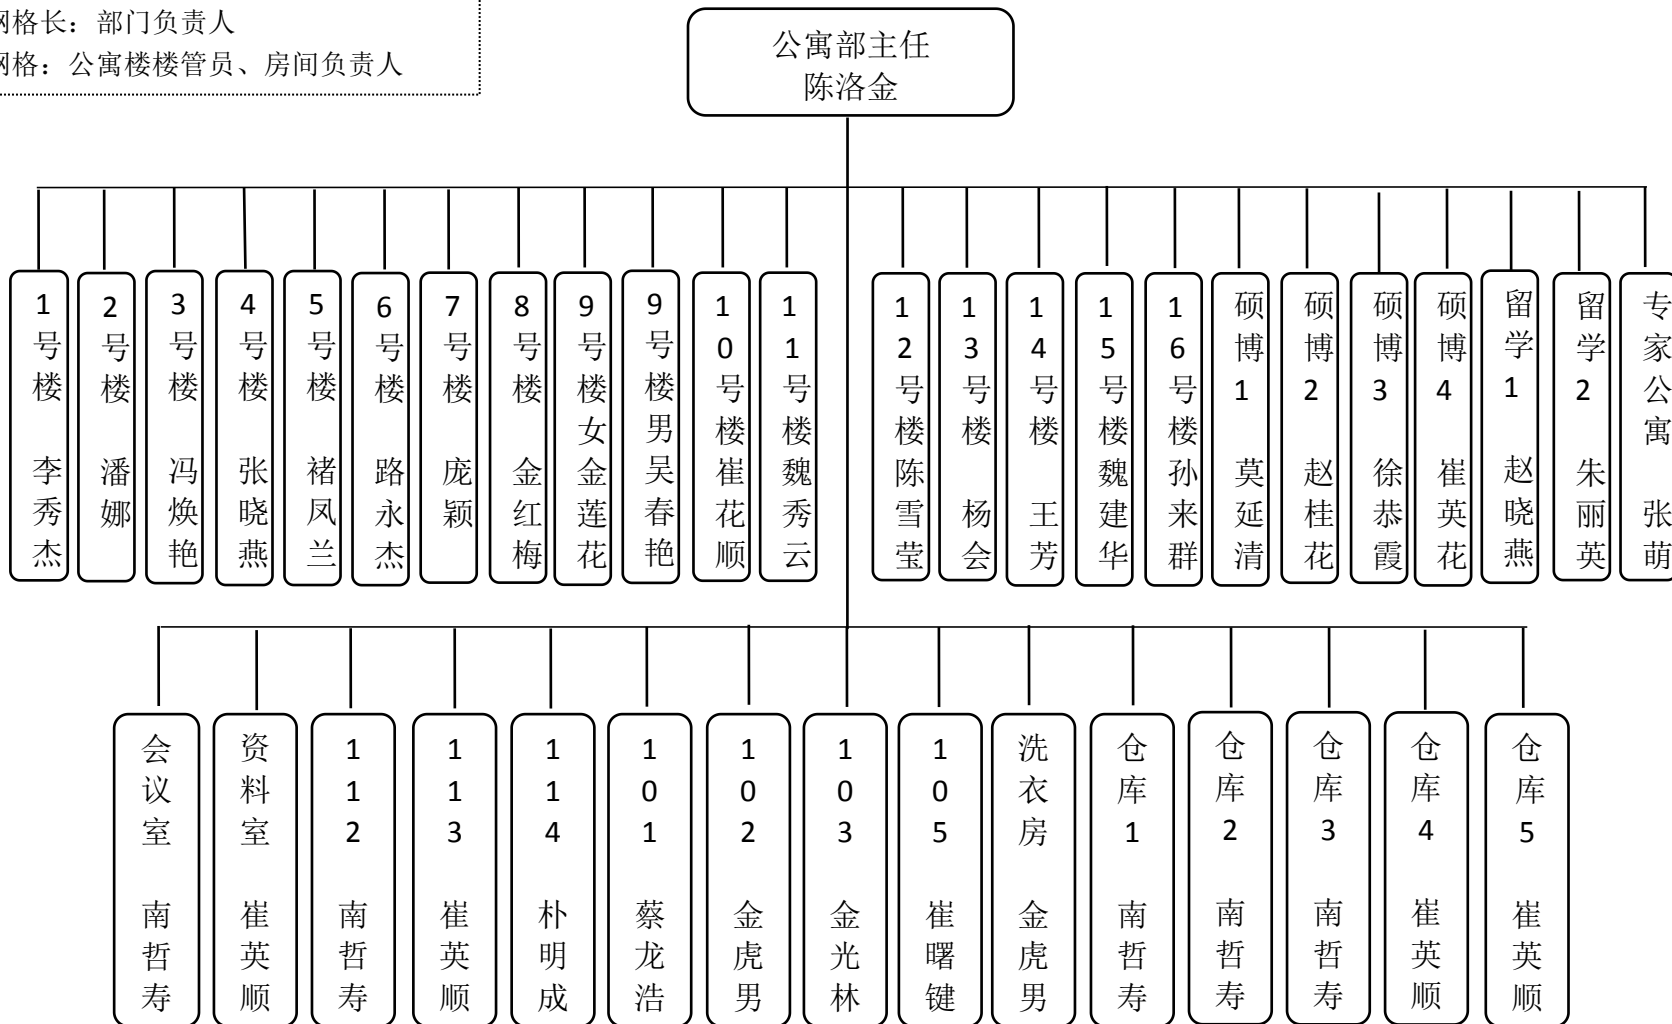 网格长：部门负责人
网格：公寓楼楼管员、房间负责人
公寓部主任
陈洛金
1号楼 李秀杰
2号楼 潘娜
3号楼 冯焕艳
4号楼 张晓燕
5号楼 褚凤兰
6号楼 路永杰
7号楼 庞颖
8号楼 金红梅
9号楼女金莲花
9号楼男吴春艳
10号楼崔花顺
11号楼魏秀云
12号楼陈雪莹
13号楼 杨会
14号楼 王芳
15号楼魏建华
16号楼孙来群
硕博1 莫延清
硕博2 赵桂花
硕博3 徐恭霞
硕博4 崔英花
留学1 赵晓燕
留学2 朱丽英
专家公寓 张萌
会议室 南哲寿
资料室 崔英顺
112 南哲寿
113 崔英顺
114 朴明成
101 蔡龙浩
102 金虎男
103 金光林
105 崔曙键
洗衣房 金虎男
仓库1 南哲寿
仓库2 南哲寿
仓库3 南哲寿
仓库4 崔英顺
仓库5 崔英顺